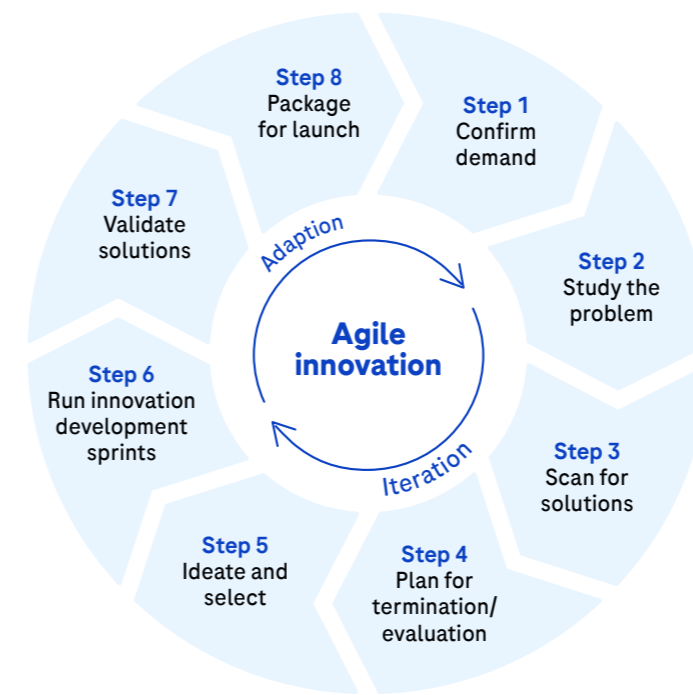 Step 1
Confirm
demand
Step 2
Study the
problem
Step 3
Scan for
solutions
Step 4
Plan for
termination/
evaluation
Step 5
Ideate and
select
Step 6
Run innovation
development
sprints
Step 7
Validate
solutions
Step 8
Package
for launch
Adaption
Agile
innovation
Iteration